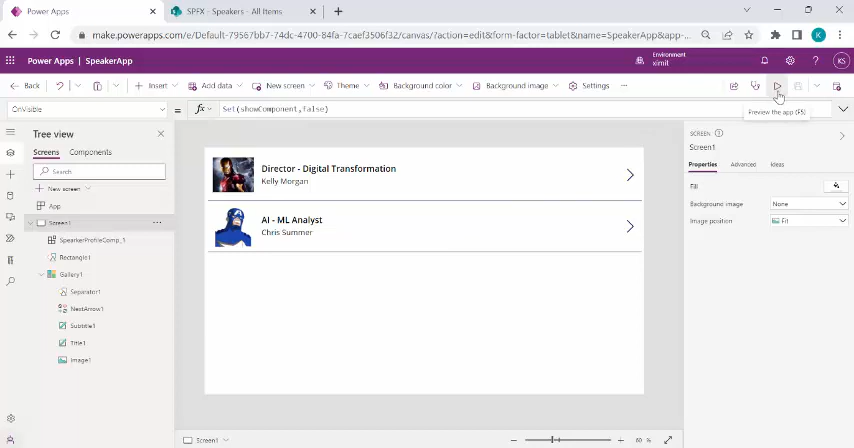 Power Apps
SPFX - Speakers - All Items
make.powerapps.com/e/Default-79567bb7-74dc-4700-84fa-7caef3506f32/canvas/?action=edit&form-factor=tablet&name=SpeakerApp&app-...
K
Power Apps | SpeakerApp
Environment
ximil
KS
Back
Insert
Add data
New screen
Theme
Background color
Background image
Settings
OnVisible
=
fx
Set(showComponent,false)
Preview the app (F5)
Tree view
Screens
Components
Search
New screen
App
Screen1
SpearkerProfileComp_1
Rectangle1
Gallery1
Separator1
NextArrow1
Subtitle1
Title1
Image1
Director - Digital Transformation
Kelly Morgan
AI - ML Analyst
Chris Summer
SCREEN
Screen1
Properties
Advanced
Ideas
Fill
Background image
None
Image position
Fit
Screen1
60 %